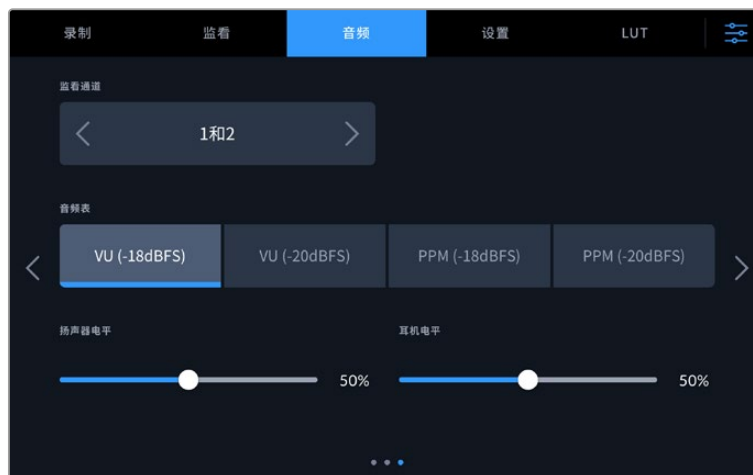 录制 监看 音频 设置 LUT
监看通道
1和2
音频表
VU (-18dBFS) VU (-20dBFS) PPM (-18dBFS) PPM (-20dBFS)
扬声器电平 耳机电平
50% 50%